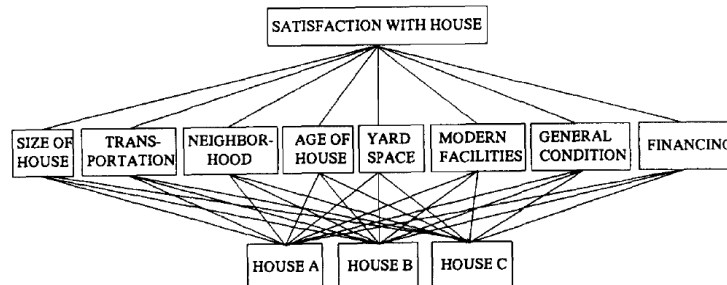 SATISFACTION WITH HOUSE
SIZE OF
HOUSE
TRANS-
PORTATION
NEIGHBOR-
HOOD
AGE OF
HOUSE
YARD
SPACE
MODERN
FACILITIES
GENERAL
CONDITION
FINANCING
HOUSE A
HOUSE B
HOUSE C